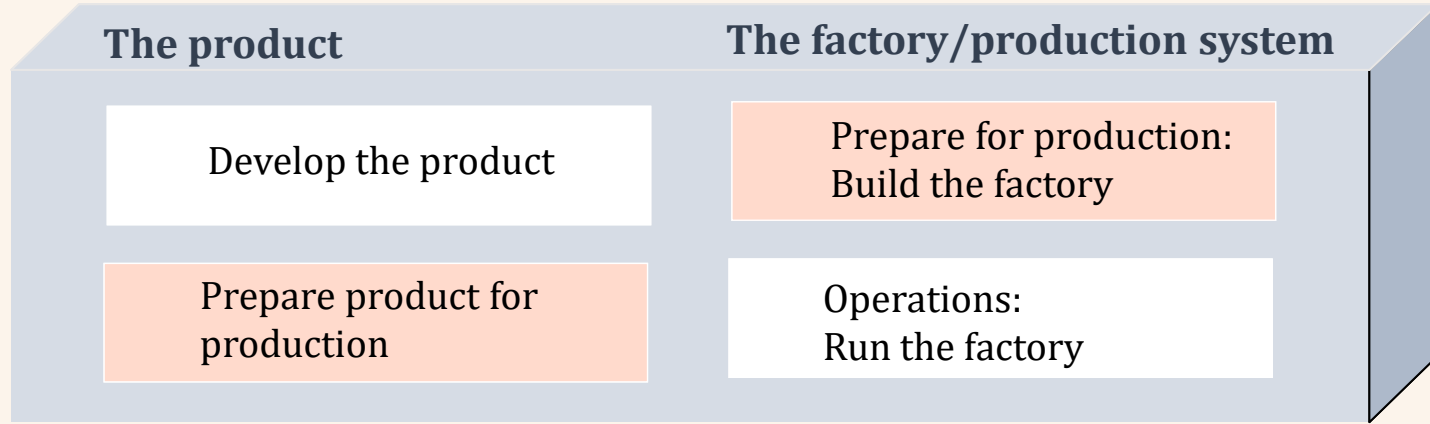 The product
Develop the product
Prepare product for
production
The factory/production system
Prepare for production:
Build the factory
Operations:
Run the factory